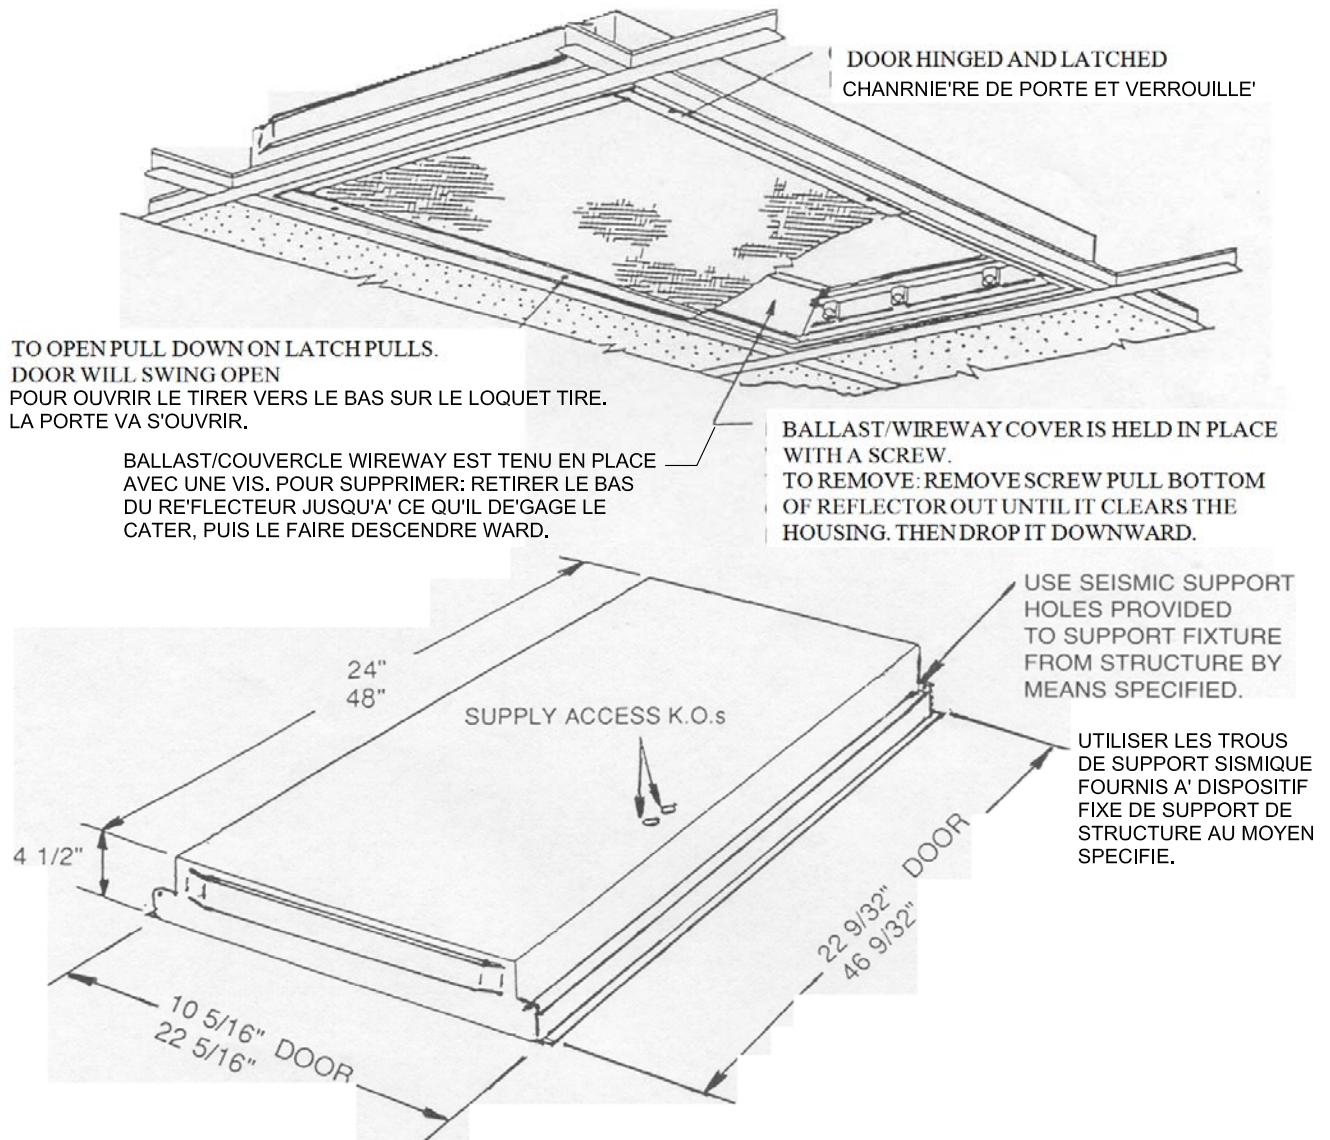 DOOR HINGED AND LATCHED
CHANRNIE'RE DE PORTE ET VERROUILLE'
TO OPEN PULL DOWN ON LATCH PULLS.
DOOR WILL SWING OPEN
POUR OUVRIR LE TIRER VERS LE BAS SUR LE LOQUET TIRE.
LA PORTE VA S'OUVRIR.
BALLAST/COUVERCLE WIREWAY EST TENU EN PLACE
AVEC UNE VIS. POUR SUPPRIMER: RETIRER LE BAS
DU RE'FLECTEUR JUSQU'A' CE QU'IL DE'GAGE LE
CATER, PUIS LE FAIRE DESCENDRE WARD.
BALLAST/WIREWAY COVER IS HELD IN PLACE
WITH A SCREW.
TO REMOVE: REMOVE SCREW PULL BOTTOM
OF REFLECTOR OUT UNTIL IT CLEARS THE
HOUSING. THEN DROP IT DOWNWARD.
USE SEISMIC SUPPORT
HOLES PROVIDED
TO SUPPORT FIXTURE
FROM STRUCTURE BY
MEANS SPECIFIED.
24"
48"
SUPPLY ACCESS K.O.s
UTILISER LES TROUS
DE SUPPORT SISMIQUE
FOURNIS A' DISPOSITIF
FIXE DE SUPPORT DE
STRUCTURE AU MOYEN
SPECIFIE.
4 1/2"
22 9/32" DOOR
46 9/32"
10 5/16" DOOR
22 5/16"